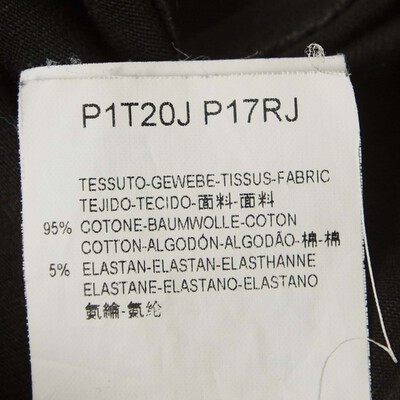 P1T20J P17RJ
TESSUTO-GEWEBE-TISSUS-FABRIC
TEJIDO-TECIDO-面料-面料
95% COTONE-BAUMWOLLE-COTON
COTTON-ALGODÓN-ALGODÃO-棉-棉
5% ELASTAN-ELASTAN-ELASTHANNE
ELASTANE-ELASTANO-ELASTANO
氨綸-氨纶